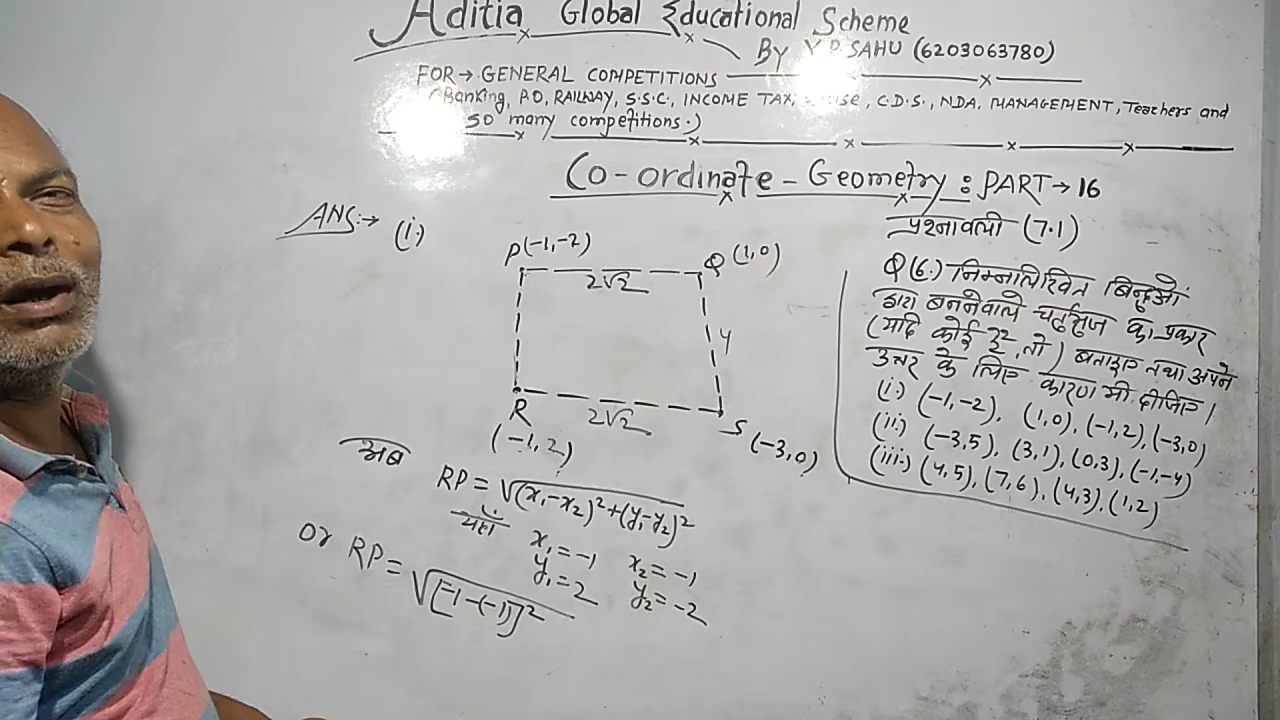 Aditia Global Educational Scheme
By Y.P. SAHU (6203063780)
FOR→ GENERAL COMPETITIONS
(Banking, P.O, RAILWAY, S.S.C., INCOME TAX, C.D.S., NDA, MANAGEMENT, Teachers and
so many competitions.)
Co-ordinate-Geometry: PART→16
प्रश्नावली (7.1)
Q(6.) निम्नलिखित बिन्दुओं
द्वारा बननेवाले चर्तुभुज का प्रकार
(यदि कोई है, तो) बताइए तथा अपने
उत्तर के लिए कारण भी दीजिए।
(i.) (-1,-2), (1,0), (-1,2), (-3,0)
(ii.) (-3,5), (3,1), (0,3), (-1,-4)
(iii.) (4,5), (7,6), (4,3), (1,2)
ANS:→ (i.)
P(-1,-2) Q (1,0)
2√2
4
2√2
R S (-3,0)
(-1,2)
अब
RP = √(x₁-x₂)²+(y₁-y₂)²
यहाँ x₁=-1 x₂=-1
y₁=2 y₂=-2
or RP = √[-1-(-1)]²